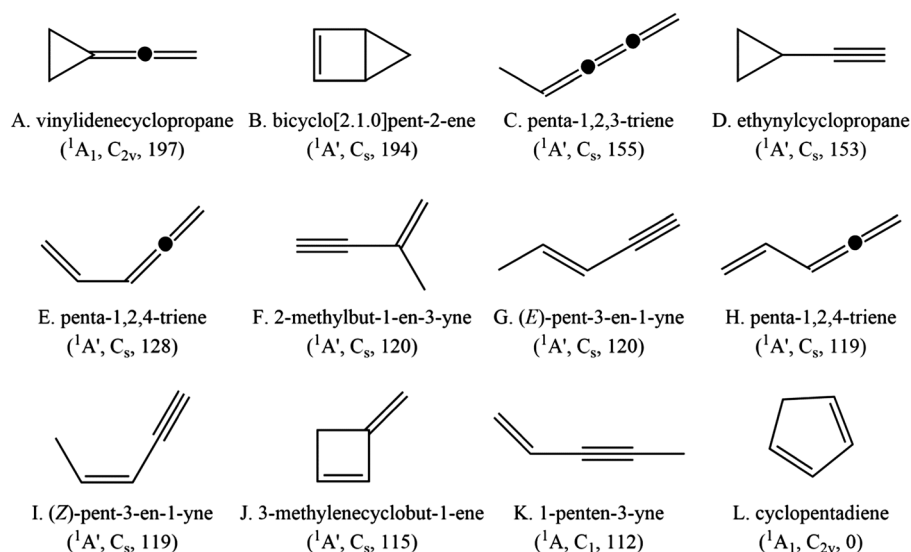 A. vinylidenecyclopropane
(¹A₁, C₂ᵥ, 197)
B. bicyclo[2.1.0]pent-2-ene
(¹A', Cₛ, 194)
C. penta-1,2,3-triene
(¹A', Cₛ, 155)
D. ethynylcyclopropane
(¹A', Cₛ, 153)
E. penta-1,2,4-triene
(¹A', Cₛ, 128)
F. 2-methylbut-1-en-3-yne
(¹A', Cₛ, 120)
G. (E)-pent-3-en-1-yne
(¹A', Cₛ, 120)
H. penta-1,2,4-triene
(¹A', Cₛ, 119)
I. (Z)-pent-3-en-1-yne
(¹A', Cₛ, 119)
J. 3-methylenecyclobut-1-ene
(¹A', Cₛ, 115)
K. 1-penten-3-yne
(¹A, C₁, 112)
L. cyclopentadiene
(¹A₁, C₂ᵥ, 0)